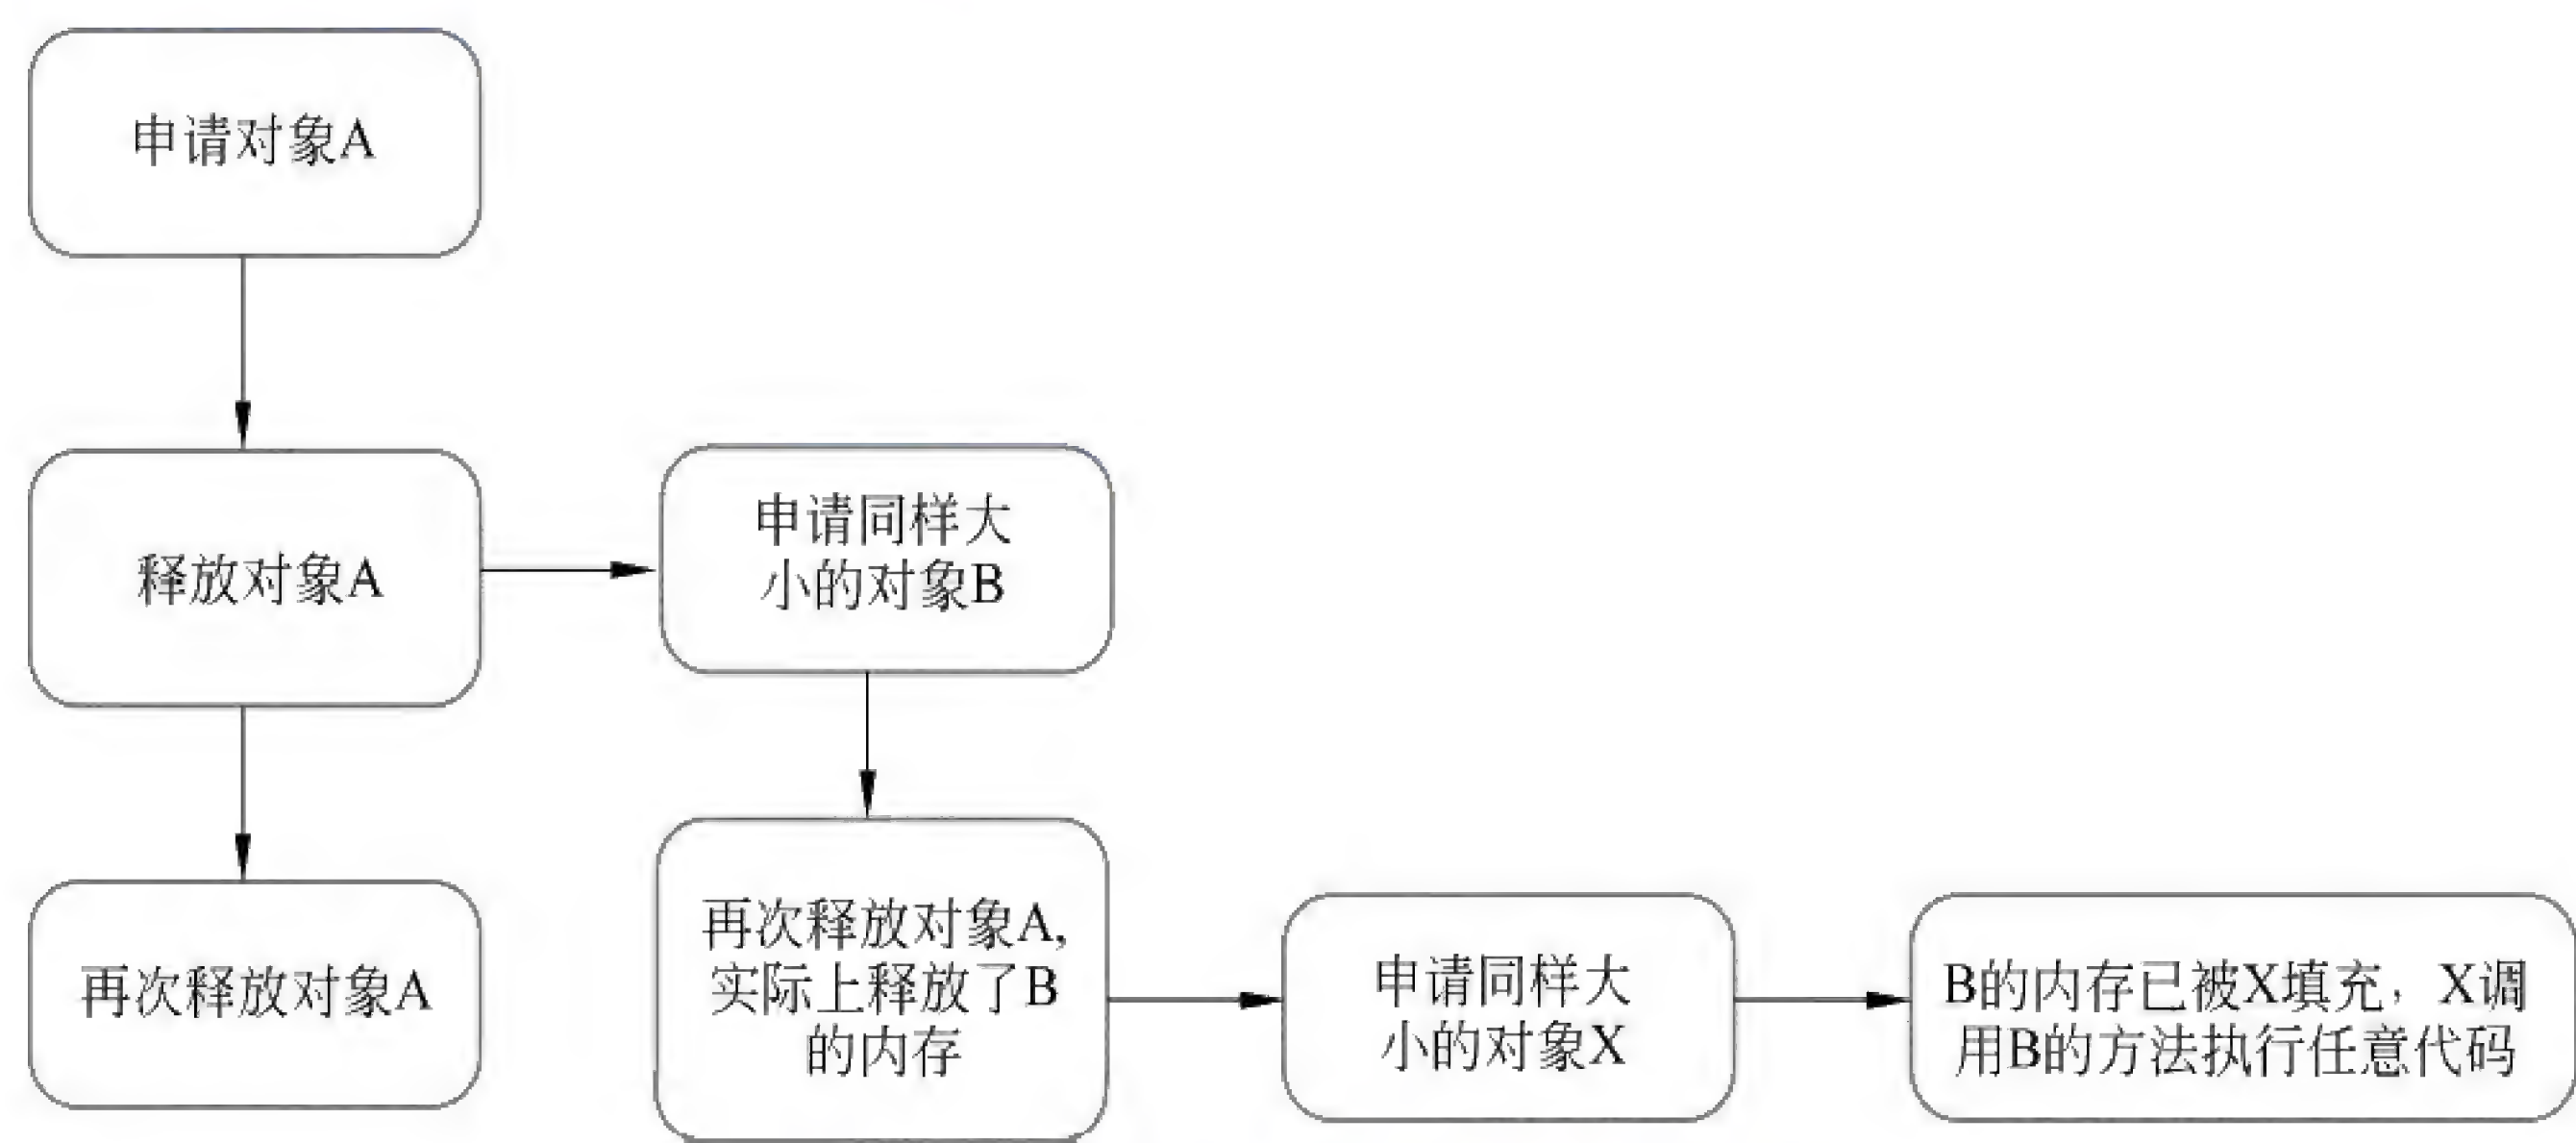 申请对象A
释放对象A
申请同样大
小的对象B
再次释放对象A
再次释放对象A,
实际上释放了B
的内存
申请同样大
小的对象X
B的内存已被X填充，X调
用B的方法执行任意代码